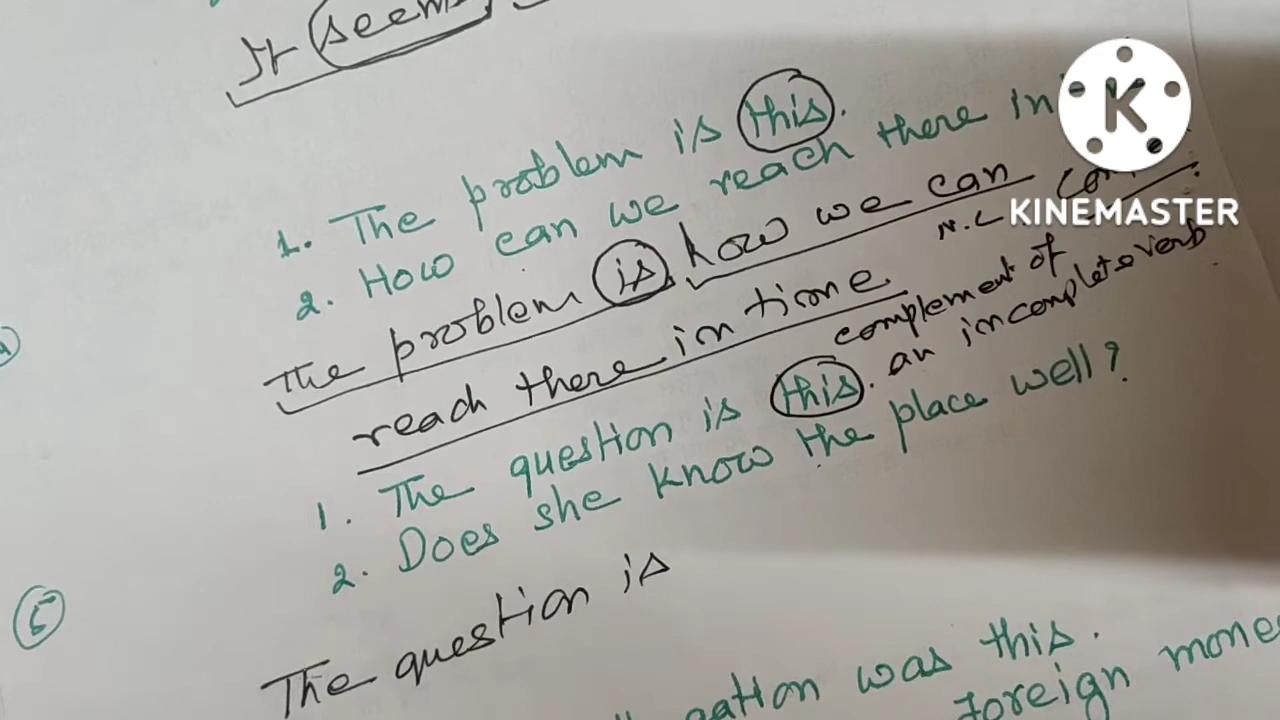 It seems
1. The problem is this.
2. How can we reach there in
The problem is how we can
reach there in time.
N.C
complement of
an incomplete verb
1. The question is this.
2. Does she know the place well?
5
The question is
was this.
Foreign
K
KINEMASTER